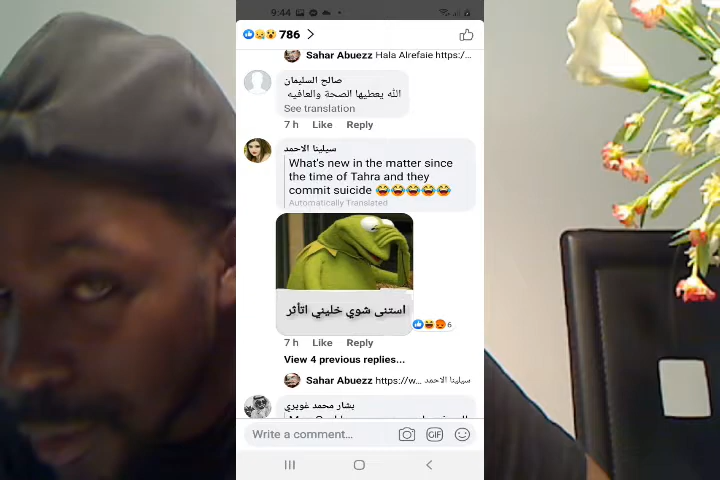 9:44
786
Sahar Abuezz Hala Alrefaie https:/...
صالح السليمان
الله يعطيها الصحة والعافيه
See translation
7 h Like Reply
سيلينا الاحمد
What's new in the matter since
the time of Tahra and they
commit suicide 😂😂😂😂😂
Automatically Translated
استنى شوي خليني اتأثر
6
7 h Like Reply
View 4 previous replies...
Sahar Abuezz https://w... سيلينا الاحمد
بشار محمد غويري
Write a comment...
GIF